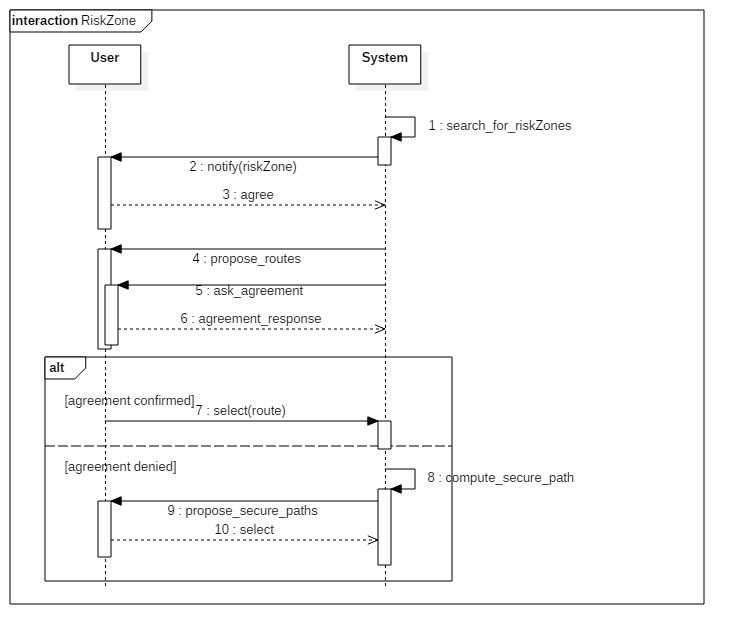 interaction RiskZone
User
System
1 : search_for_riskZones
2 : notify(riskZone)
3 : agree
4 : propose_routes
5 : ask_agreement
6 : agreement_response
alt
[agreement confirmed]
7 : select(route)
[agreement denied]
8 : compute_secure_path
9 : propose_secure_paths
10 : select